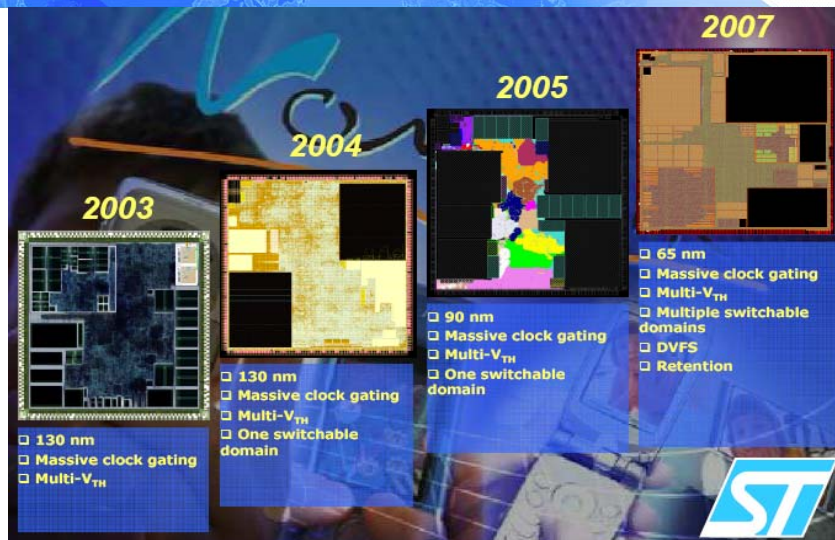 2003
❑ 130 nm
❑ Massive clock gating
❑ Multi-VTH
2004
❑ 130 nm
❑ Massive clock gating
❑ Multi-VTH
❑ One switchable
domain
2005
❑ 90 nm
❑ Massive clock gating
❑ Multi-VTH
❑ One switchable
domain
2007
❑ 65 nm
❑ Massive clock gating
❑ Multi-VTH
❑ Multiple switchable
domains
❑ DVFS
❑ Retention
ST